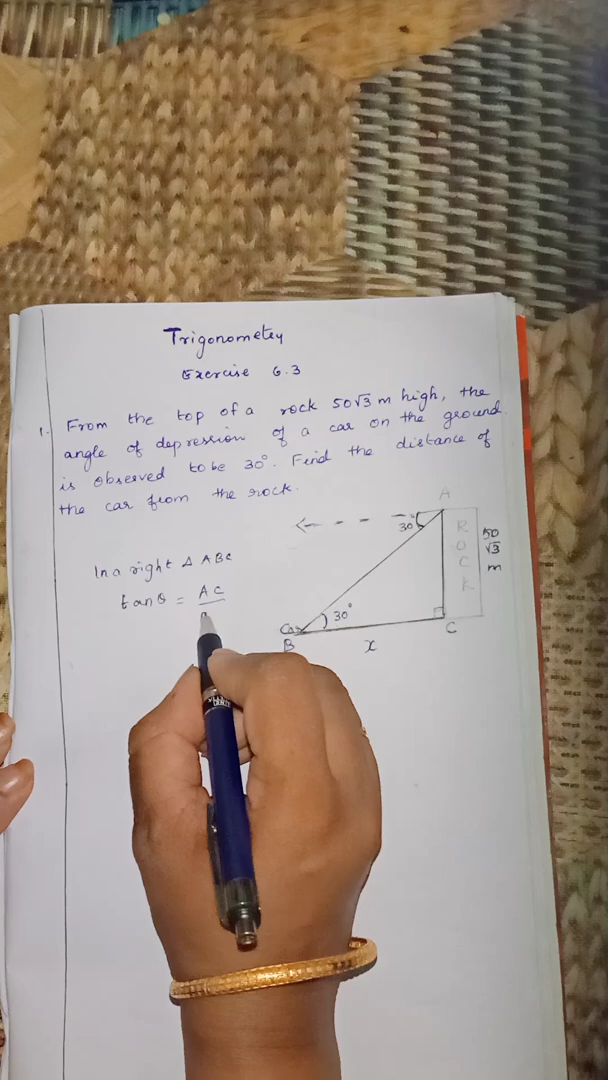 Trigonometry
Exercise 6.3
1. From the top of a rock 50√3 m high, the
angle of depression of a car on the ground
is observed to be 30°. Find the distance of
the car from the rock.
A
30°
ROCK
50
√3
m
In a right Δ ABC
tanθ = AC
30°
Car
B
x
C